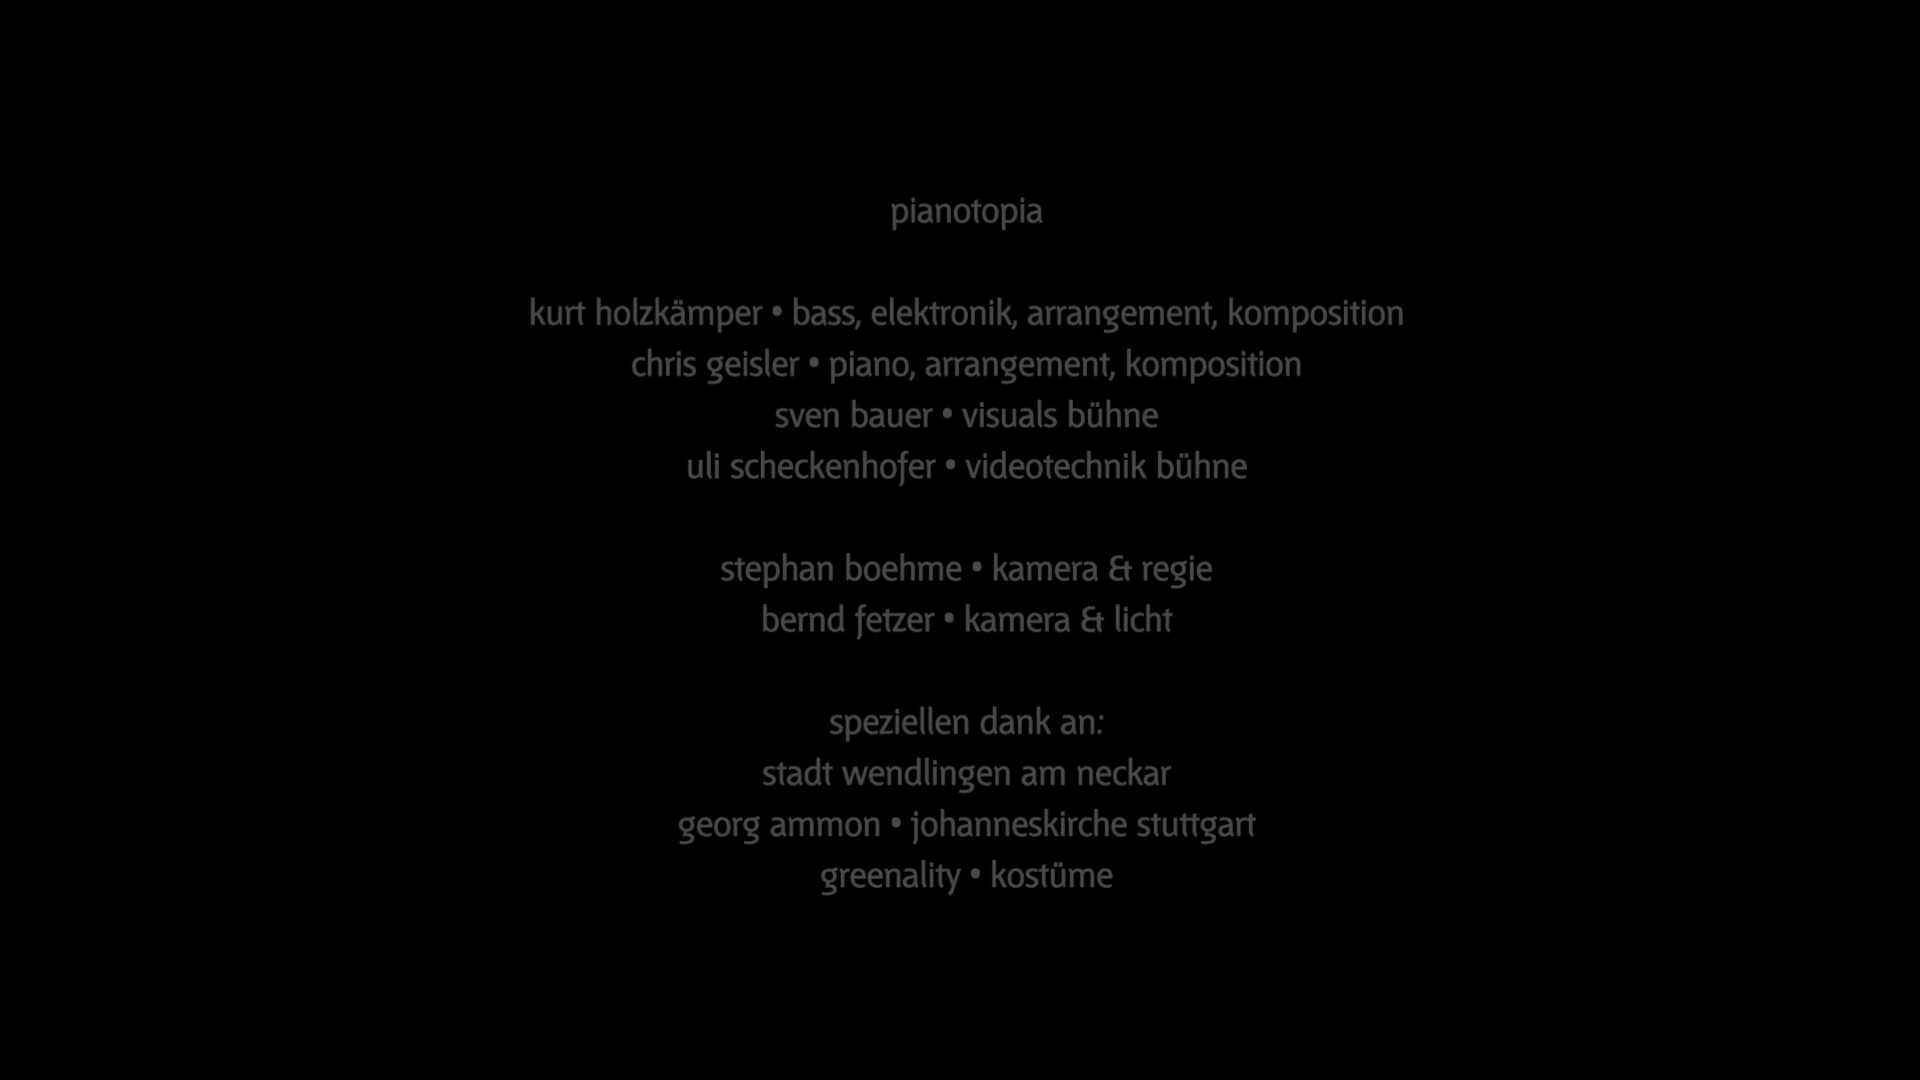 pianotopia
kurt holzkämper • bass, elektronik, arrangement, komposition
chris geisler • piano, arrangement, komposition
sven bauer • visuals bühne
uli scheckenhofer • videotechnik bühne
stephan boehme • kamera & regie
bernd fetzer • kamera & licht
speziellen dank an:
stadt wendlingen am neckar
georg ammon • johanneskirche stuttgart
greenality • kostüme